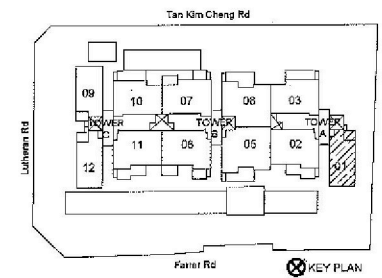 Tan Kim Cheng Rd
Lutheran Rd
09
10
07
08
03
TOWER C
TOWER B
TOWER A
12
11
06
05
02
01
Farrer Rd
KEY PLAN